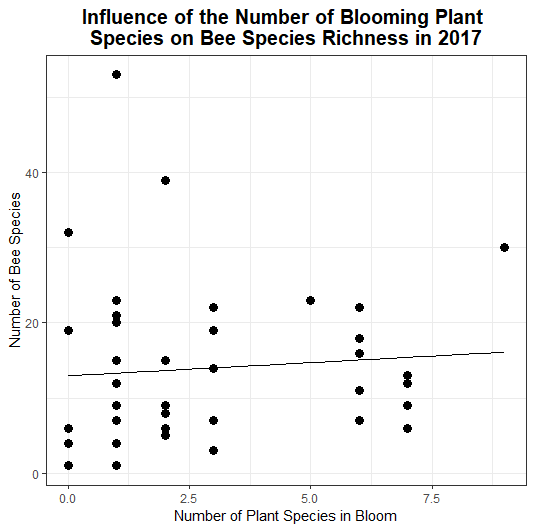 Influence of the Number of Blooming Plant
Species on Bee Species Richness in 2017
Number of Bee Species
40
20
0
0.0 2.5 5.0 7.5
Number of Plant Species in Bloom